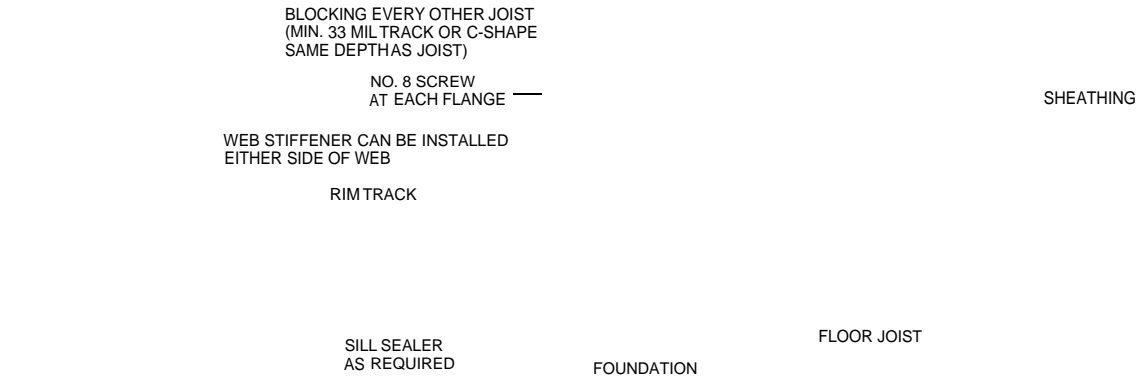 BLOCKING EVERY OTHER JOIST
(MIN. 33 MIL TRACK OR C-SHAPE
SAME DEPTH AS JOIST)
NO. 8 SCREW
AT EACH FLANGE
SHEATHING
WEB STIFFENER CAN BE INSTALLED
EITHER SIDE OF WEB
RIM TRACK
FLOOR JOIST
SILL SEALER
AS REQUIRED
FOUNDATION